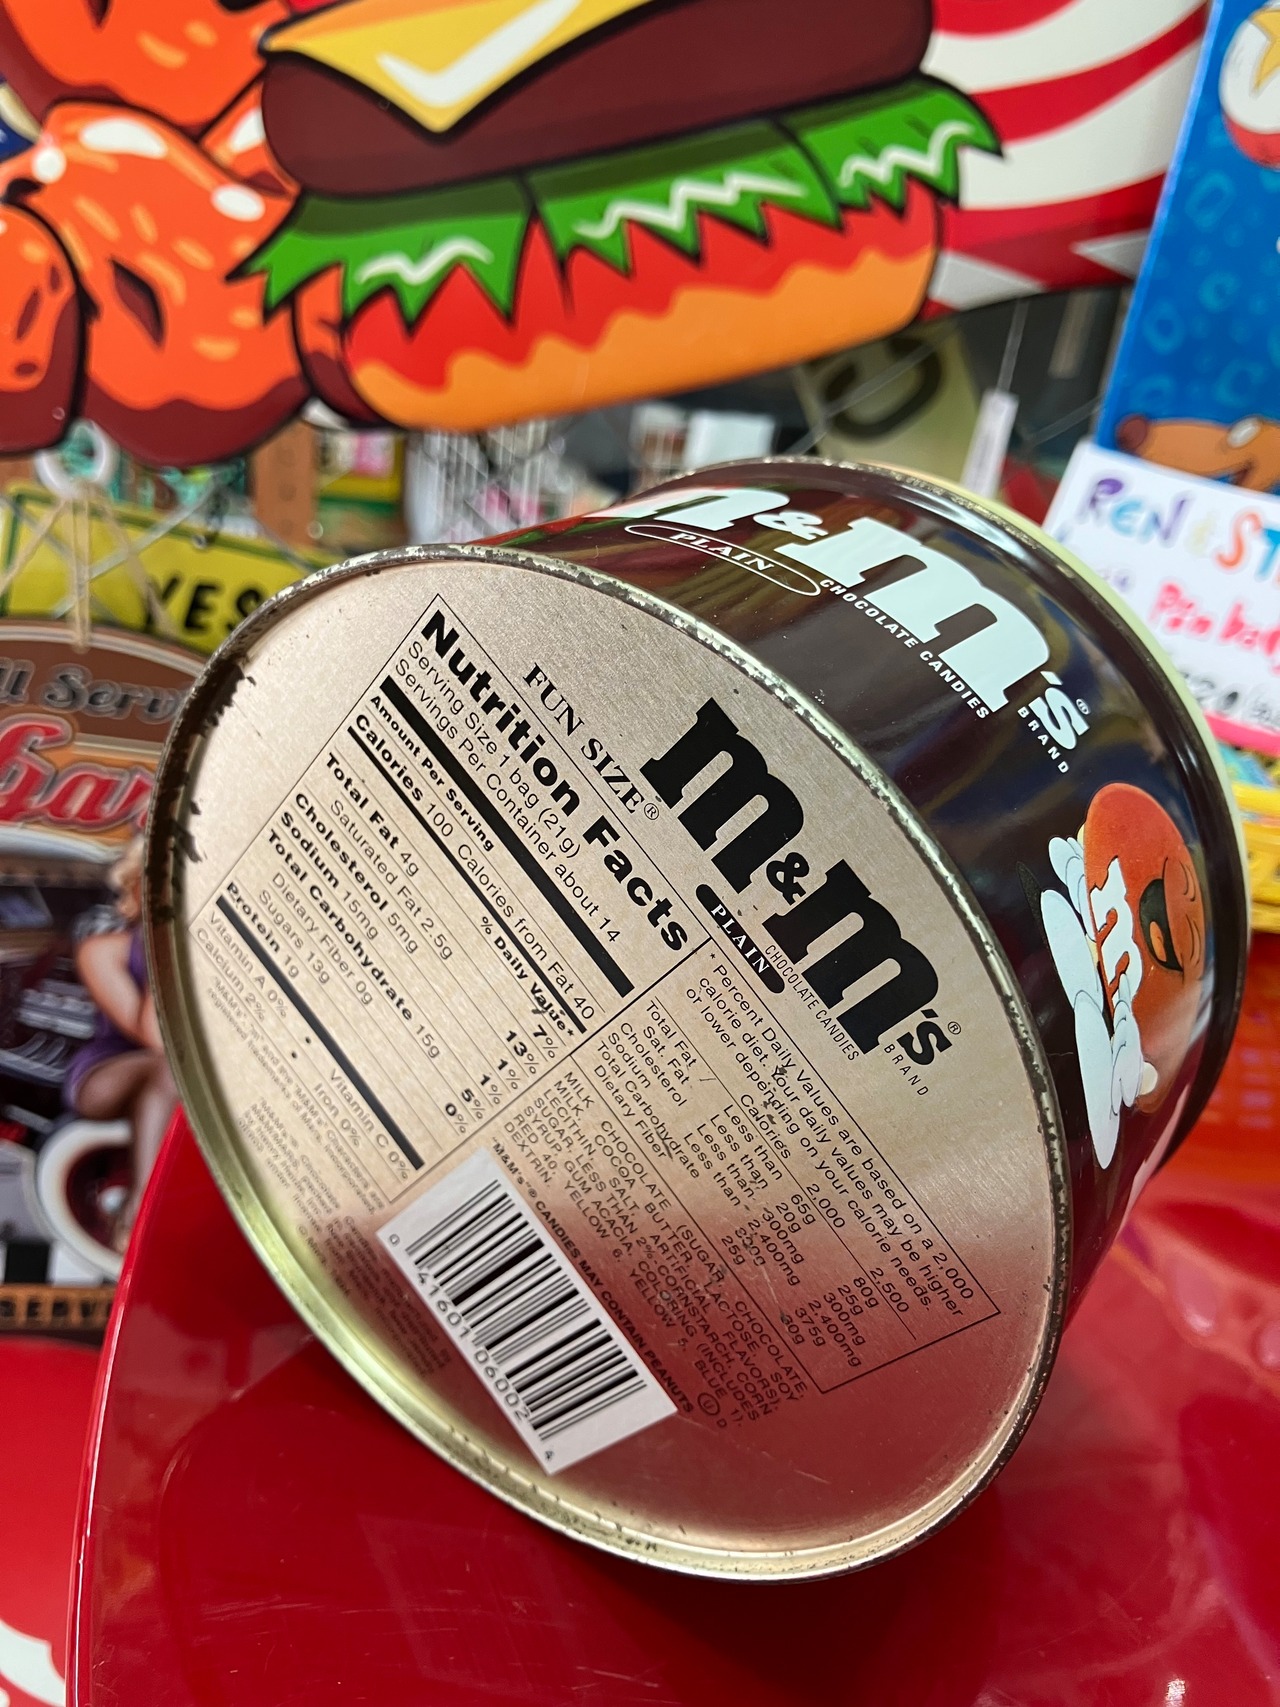 m&m's®
PLAIN
CHOCOLATE CANDIES
BRAND
m
REN & ST
YES
SERV
FUN SIZE®
m&m's®
PLAIN
CHOCOLATE CANDIES
BRAND
Nutrition Facts
Serving Size 1 bag (21g)
Servings Per Container about 14
Amount Per Serving
Calories 100 Calories from Fat 40
% Daily Value*
Total Fat 4g 7%
Saturated Fat 2.5g 13%
Cholesterol 5mg 1%
Sodium 15mg 1%
Total Carbohydrate 15g 5%
Dietary Fiber 0g 0%
Sugars 13g
Protein 1g
Vitamin A 0% • Vitamin C 0%
Calcium 2% • Iron 0%
* Percent Daily Values are based on a 2,000
calorie diet. Your daily values may be higher
or lower depending on your calorie needs.
Calories 2,000 2,500
Total Fat Less than 65g 80g
Sat. Fat Less than 20g 25g
Cholesterol Less than 300mg 300mg
Sodium Less than 2,400mg 2,400mg
Total Carbohydrate 300g 375g
Dietary Fiber 25g 30g
MILK CHOCOLATE (SUGAR, CHOCOLATE,
MILK, COCOA BUTTER, LACTOSE, SOY
LECITHIN, SALT, ARTIFICIAL FLAVORS),
SUGAR, LESS THAN 2% CORNSTARCH, CORN
SYRUP, GUM ACACIA, COLORING (INCLUDES
RED 40, YELLOW 6, YELLOW 5, BLUE 1),
DEXTRIN.
"M&M's"® CANDIES MAY CONTAIN PEANUTS
U D
0 41601 06002 4